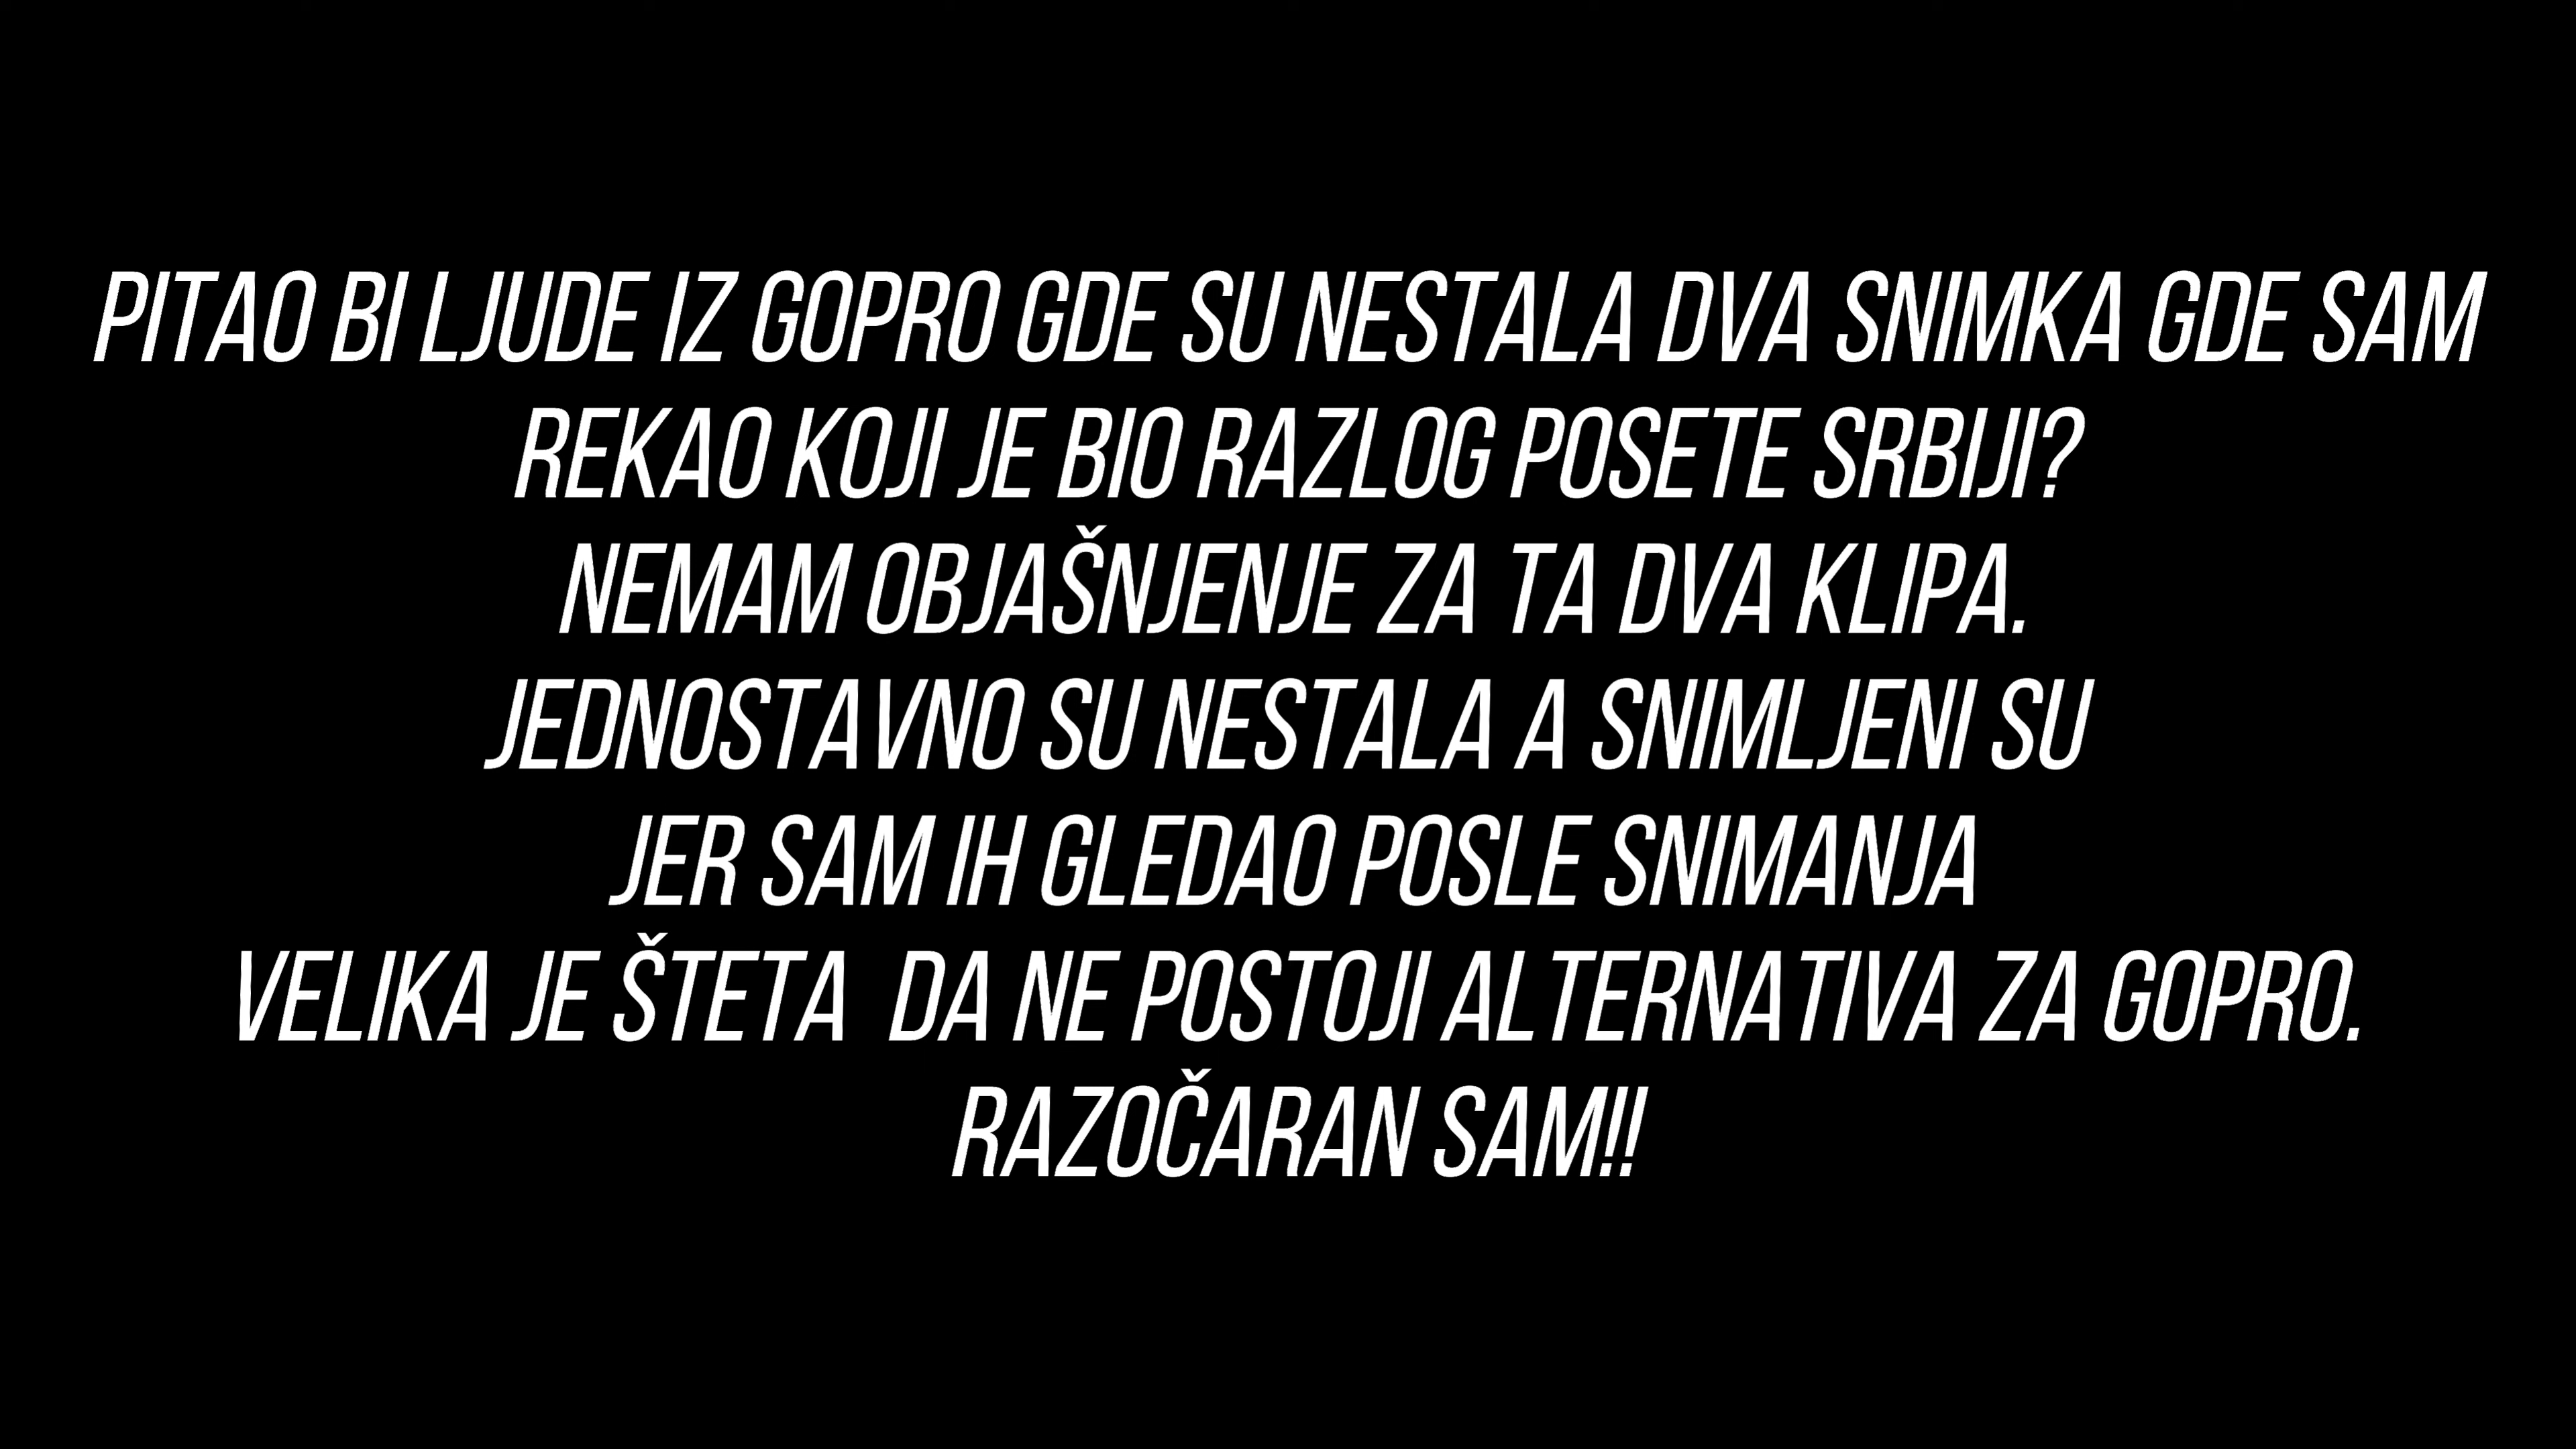 PITAO BI LJUDE IZ GOPRO GDE SU NESTALA DVA SNIMKA GDE SAM
REKAO KOJI JE BIO RAZLOG POSETE SRBIJI?
NEMAM OBJAŠNJENJE ZA TA DVA KLIPA.
JEDNOSTAVNO SU NESTALA A SNIMLJENI SU
JER SAM IH GLEDAO POSLE SNIMANJA
VELIKA JE ŠTETA  DA NE POSTOJI ALTERNATIVA ZA GOPRO.
RAZOČARAN SAM!!